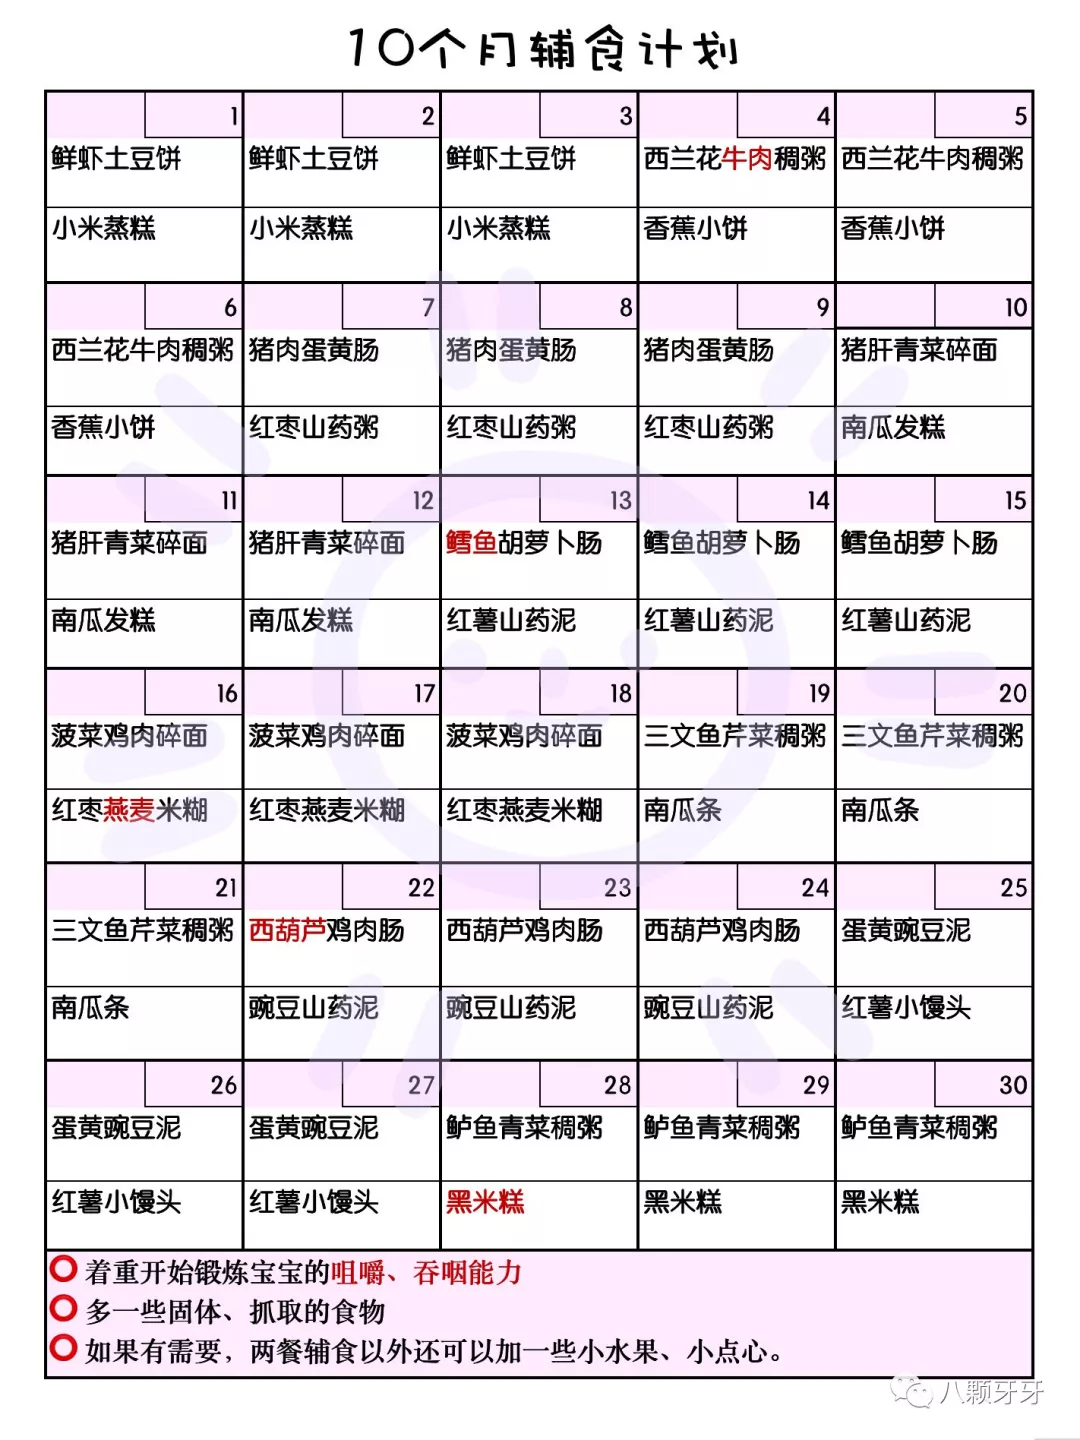 10个月辅食计划
1 2 3 4 5
鲜虾土豆饼 鲜虾土豆饼 鲜虾土豆饼 西兰花牛肉稠粥 西兰花牛肉稠粥
小米蒸糕 小米蒸糕 小米蒸糕 香蕉小饼 香蕉小饼
6 7 8 9 10
西兰花牛肉稠粥 猪肉蛋黄肠 猪肉蛋黄肠 猪肉蛋黄肠 猪肝青菜碎面
香蕉小饼 红枣山药粥 红枣山药粥 红枣山药粥 南瓜发糕
11 12 13 14 15
猪肝青菜碎面 猪肝青菜碎面 鳕鱼胡萝卜肠 鳕鱼胡萝卜肠 鳕鱼胡萝卜肠
南瓜发糕 南瓜发糕 红薯山药泥 红薯山药泥 红薯山药泥
16 17 18 19 20
菠菜鸡肉碎面 菠菜鸡肉碎面 菠菜鸡肉碎面 三文鱼芹菜稠粥 三文鱼芹菜稠粥
红枣燕麦米糊 红枣燕麦米糊 红枣燕麦米糊 南瓜条 南瓜条
21 22 23 24 25
三文鱼芹菜稠粥 西葫芦鸡肉肠 西葫芦鸡肉肠 西葫芦鸡肉肠 蛋黄豌豆泥
南瓜条 豌豆山药泥 豌豆山药泥 豌豆山药泥 红薯小馒头
26 27 28 29 30
蛋黄豌豆泥 蛋黄豌豆泥 鲈鱼青菜稠粥 鲈鱼青菜稠粥 鲈鱼青菜稠粥
红薯小馒头 红薯小馒头 黑米糕 黑米糕 黑米糕
着重开始锻炼宝宝的咀嚼、吞咽能力
多一些固体、抓取的食物
如果有需要，两餐辅食以外还可以加一些小水果、小点心。
八颗牙牙